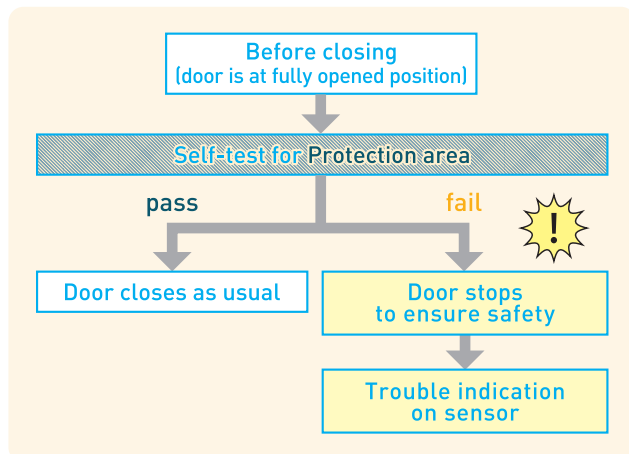 Before closing
(door is at fully opened position)
Self-test for Protection area
pass
fail
!
Door closes as usual
Door stops
to ensure safety
Trouble indication
on sensor